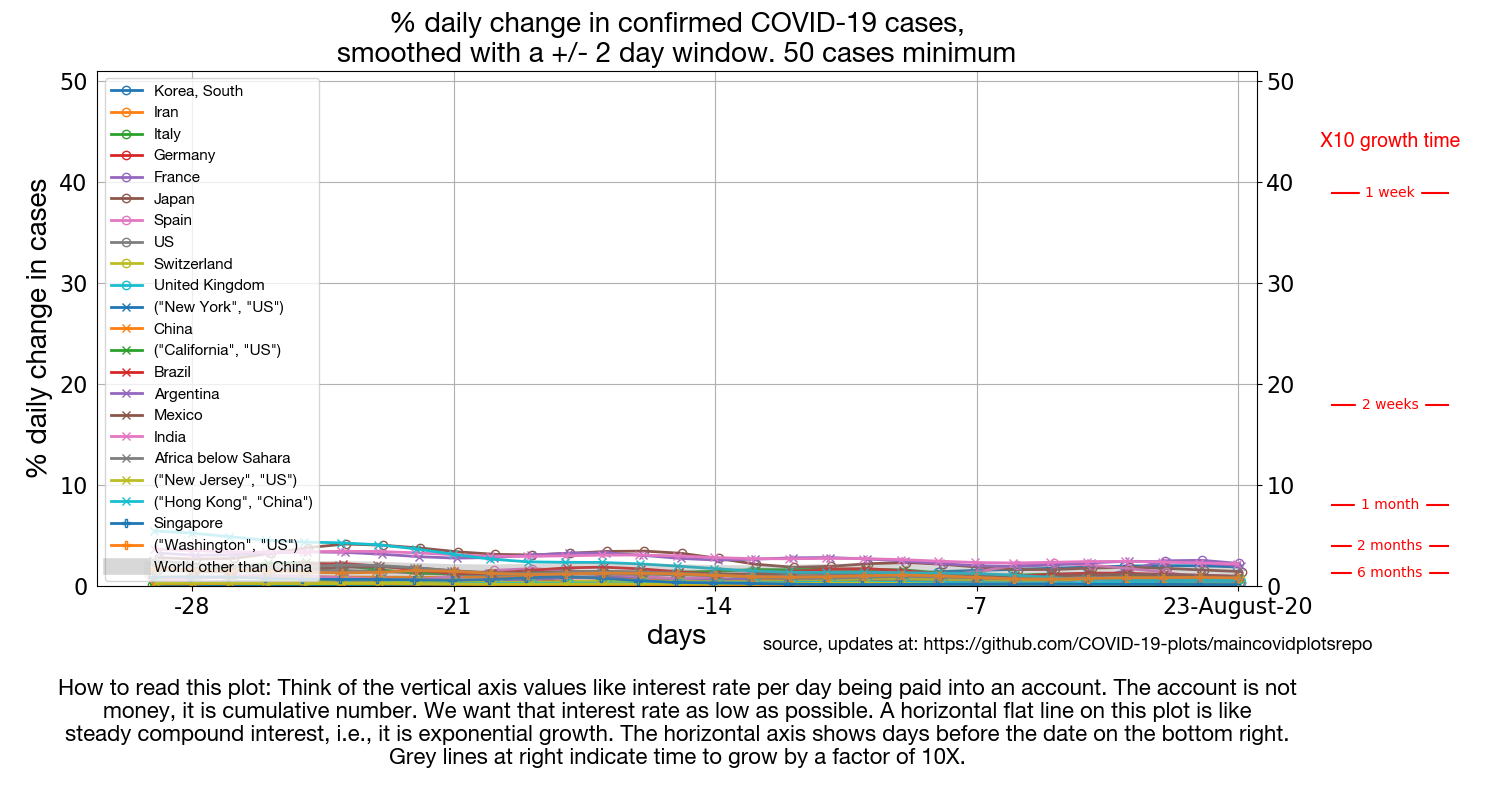 % daily change in confirmed COVID-19 cases,
smoothed with a +/- 2 day window. 50 cases minimum
% daily change in cases
50
40
30
20
10
0
Korea, South
Iran
Italy
Germany
France
Japan
Spain
US
Switzerland
United Kingdom
("New York", "US")
China
("California", "US")
Brazil
Argentina
Mexico
India
Africa below Sahara
("New Jersey", "US")
("Hong Kong", "China")
Singapore
("Washington", "US")
World other than China
50
40
30
20
10
0
X10 growth time
1 week
2 weeks
1 month
2 months
6 months
-28
-21
-14
-7
23-August-20
days
source, updates at: https://github.com/COVID-19-plots/maincovidplotsrepo
How to read this plot: Think of the vertical axis values like interest rate per day being paid into an account. The account is not
money, it is cumulative number. We want that interest rate as low as possible. A horizontal flat line on this plot is like
steady compound interest, i.e., it is exponential growth. The horizontal axis shows days before the date on the bottom right.
Grey lines at right indicate time to grow by a factor of 10X.